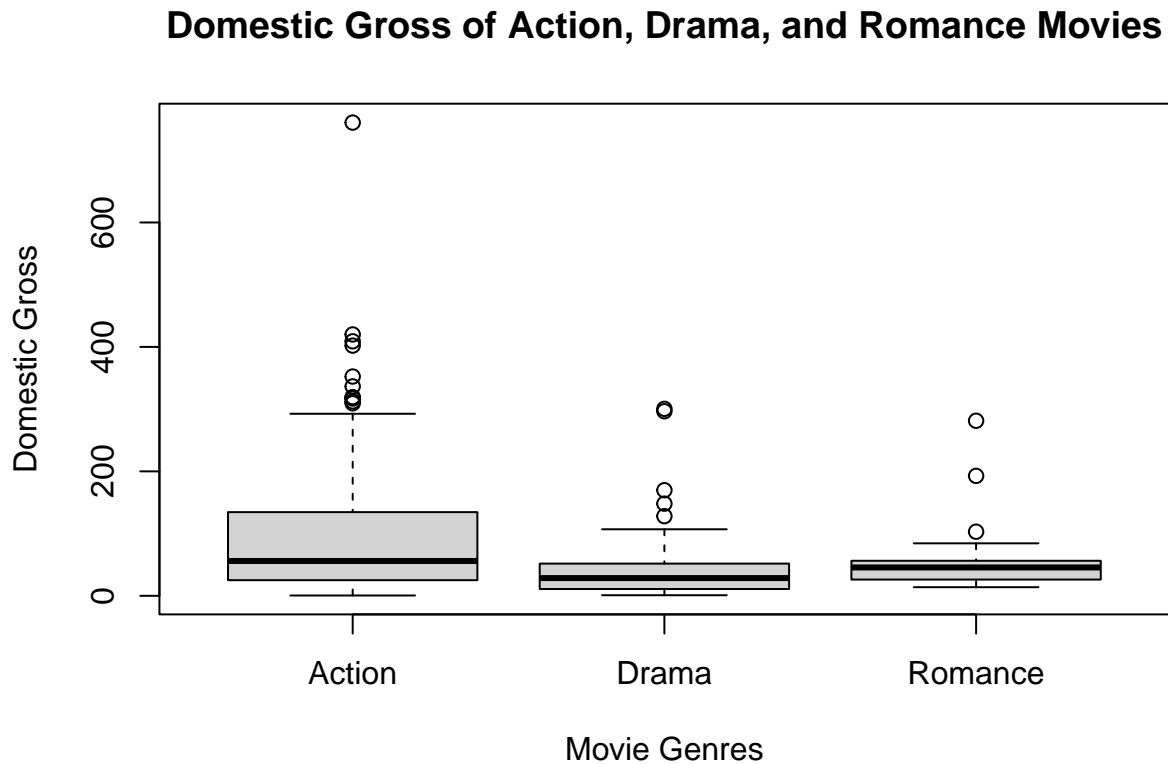 Domestic Gross of Action, Drama, and Romance Movies
Domestic Gross
600
400
200
0
Action Drama Romance
Movie Genres